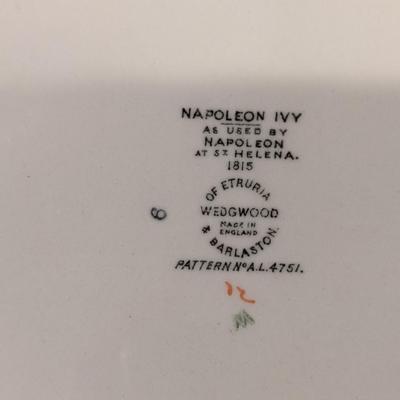 NAPOLEON IVY
AS USED BY
NAPOLEON
AT ST HELENA.
1815
OF ETRURIA
WEDGWOOD
MADE IN
ENGLAND
& BARLASTON.
PATTERN No A.L.4751.